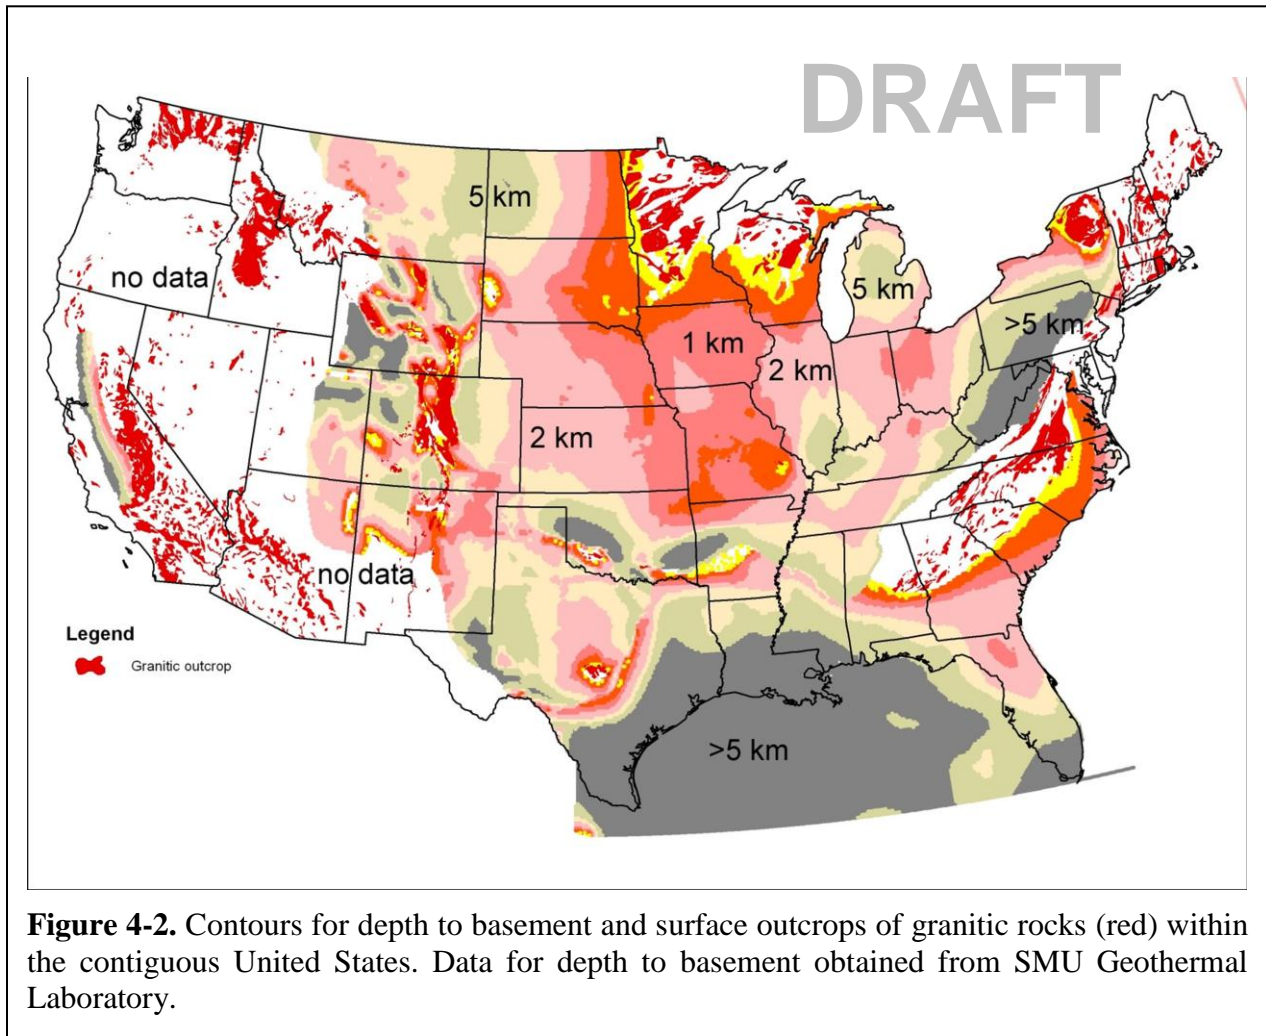 DRAFT
5 km
no data
5 km
>5 km
1 km
2 km
2 km
no data
Legend
Granitic outcrop
>5 km
Figure 4-2. Contours for depth to basement and surface outcrops of granitic rocks (red) within
the contiguous United States. Data for depth to basement obtained from SMU Geothermal
Laboratory.